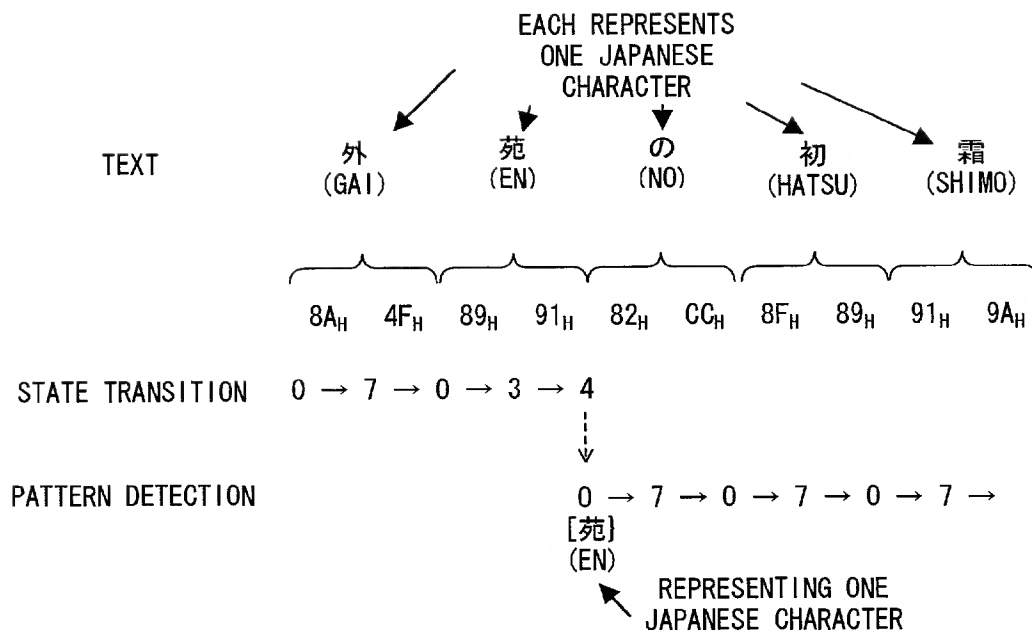 EACH REPRESENTS
ONE JAPANESE
CHARACTER
TEXT 外 苑 の 初 霜
(GAI) (EN) (NO) (HATSU) (SHIMO)
8AH 4FH 89H 91H 82H CCH 8FH 89H 91H 9AH
STATE TRANSITION 0 → 7 → 0 → 3 → 4
PATTERN DETECTION 0 → 7 → 0 → 7 → 0 → 7 →
[苑}
(EN)
REPRESENTING ONE
JAPANESE CHARACTER